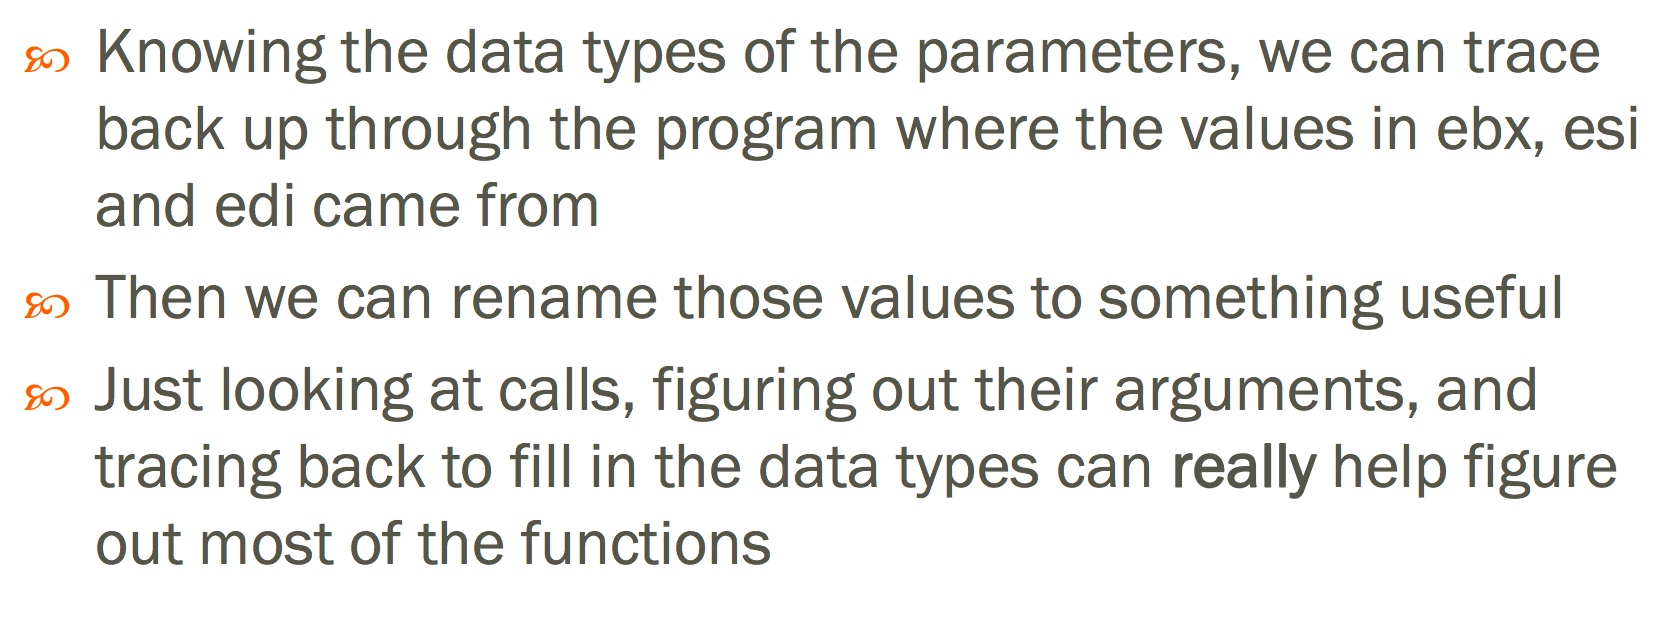 Knowing the data types of the parameters, we can trace
back up through the program where the values in ebx, esi
and edi came from
Then we can rename those values to something useful
Just looking at calls, figuring out their arguments, and
tracing back to fill in the data types can really help figure
out most of the functions